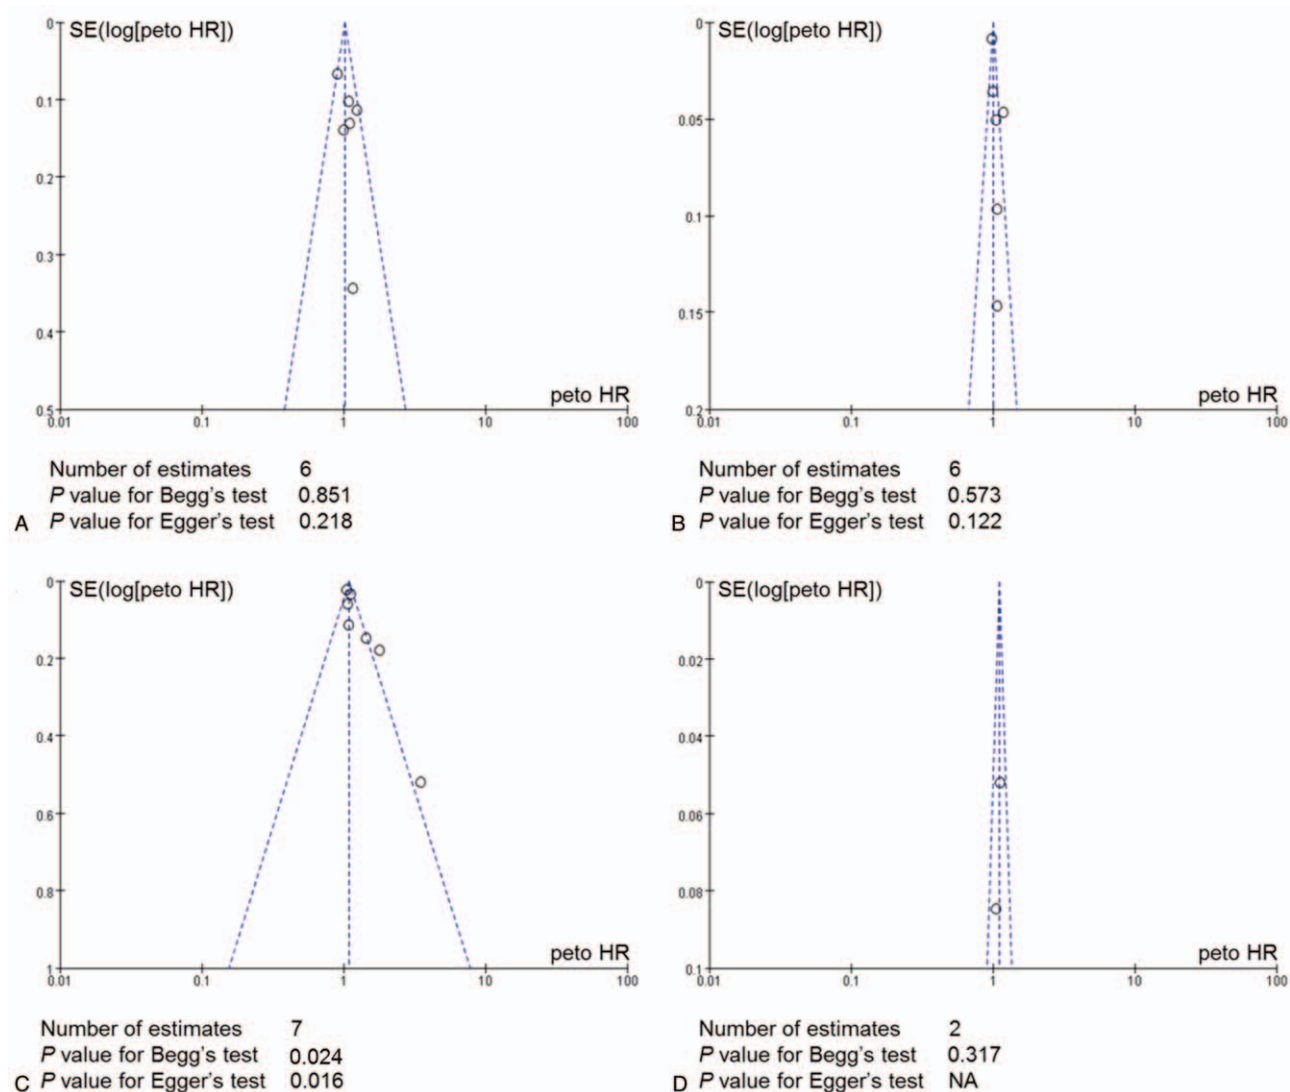 0 SE(log[peto HR])
0.1
0.2
0.3
0.4
0.5
peto HR
0.01 0.1 1 10 100
Number of estimates 6
P value for Begg's test 0.851
A P value for Egger's test 0.218
0 SE(log[peto HR])
0.05
0.1
0.15
0.2
peto HR
0.01 0.1 1 10 100
Number of estimates 6
P value for Begg's test 0.573
B P value for Egger's test 0.122
0 SE(log[peto HR])
0.2
0.4
0.6
0.8
1
peto HR
0.01 0.1 1 10 100
Number of estimates 7
P value for Begg's test 0.024
C P value for Egger's test 0.016
0 SE(log[peto HR])
0.02
0.04
0.06
0.08
0.1
peto HR
0.01 0.1 1 10 100
Number of estimates 2
P value for Begg's test 0.317
D P value for Egger's test NA